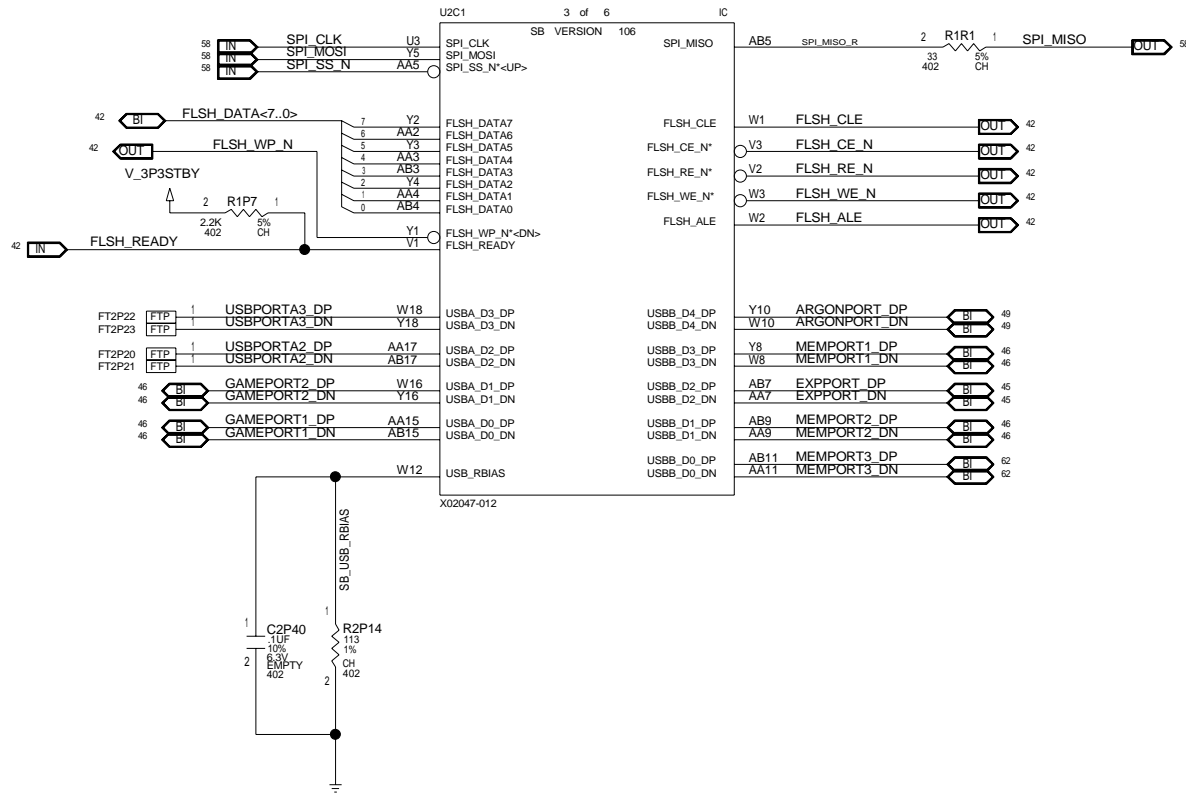 U2C1 3 of 6 IC
SB VERSION 106
58 IN SPI_CLK U3 SPI_CLK
58 IN SPI_MOSI Y5 SPI_MOSI
58 IN SPI_SS_N AA5 SPI_SS_N*<UP>
SPI_MISO AB5 SPI_MISO_R 2 R1R1 1 SPI_MISO OUT
33 5%
402 CH
42 BI FLSH_DATA<7..0>
7 Y2 FLSH_DATA7
6 AA2 FLSH_DATA6
5 Y3 FLSH_DATA5
4 AA3 FLSH_DATA4
3 AB3 FLSH_DATA3
2 Y4 FLSH_DATA2
1 AA4 FLSH_DATA1
0 AB4 FLSH_DATA0
42 OUT FLSH_WP_N
Y1 FLSH_WP_N*<DN>
V_3P3STBY
2 R1P7 1
2.2K 5%
402 CH
42 IN FLSH_READY V1 FLSH_READY
FLSH_CLE W1 FLSH_CLE OUT 42
FLSH_CE_N* V3 FLSH_CE_N OUT 42
FLSH_RE_N* V2 FLSH_RE_N OUT 42
FLSH_WE_N* W3 FLSH_WE_N OUT 42
FLSH_ALE W2 FLSH_ALE OUT 42
FT2P22 FTP 1 USBPORTA3_DP W18 USBA_D3_DP
FT2P23 FTP 1 USBPORTA3_DN Y18 USBA_D3_DN
FT2P20 FTP 1 USBPORTA2_DP AA17 USBA_D2_DP
FT2P21 FTP 1 USBPORTA2_DN AB17 USBA_D2_DN
46 BI GAMEPORT2_DP W16 USBA_D1_DP
46 BI GAMEPORT2_DN Y16 USBA_D1_DN
46 BI GAMEPORT1_DP AA15 USBA_D0_DP
46 BI GAMEPORT1_DN AB15 USBA_D0_DN
W12 USB_RBIAS
USBB_D4_DP Y10 ARGONPORT_DP BI 49
USBB_D4_DN W10 ARGONPORT_DN BI 49
USBB_D3_DP Y8 MEMPORT1_DP BI 46
USBB_D3_DN W8 MEMPORT1_DN BI 46
USBB_D2_DP AB7 EXPPORT_DP BI 45
USBB_D2_DN AA7 EXPPORT_DN BI 45
USBB_D1_DP AB9 MEMPORT2_DP BI 46
USBB_D1_DN AA9 MEMPORT2_DN BI 46
USBB_D0_DP AB11 MEMPORT3_DP BI 62
USBB_D0_DN AA11 MEMPORT3_DN BI 62
X02047-012
SB_USB_RBIAS
1 C2P40
.1UF
10%
6.3V
2 EMPTY
402
1 R2P14
113
1%
CH
2 402